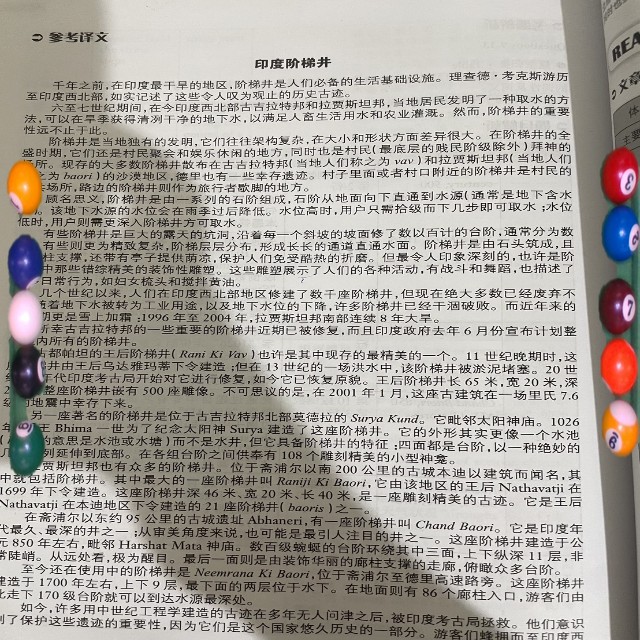 参考译文
印度阶梯井
千年之前,在印度最干旱的地区,阶梯井是人们必备的生活基础设施。理查德·考克斯游历
至印度西北部,如实记述了这些令人叹为观止的历史古迹。
六至七世纪期间,在今印度西北部古吉拉特邦和拉贾斯坦邦,当地居民发明了一种取水的方
法,可以在旱季获得清冽干净的地下水,以满足人畜生活用水和农业灌溉。然而,阶梯井的重要
性远不止于此。
阶梯井是当地独有的发明,它们往往架构复杂,在大小和形状方面差异很大。在阶梯井的全
盛时期,它们还是村民聚会和娱乐休闲的地方,同时也是村民(最底层的贱民阶级除外)拜神的
场所。现存的大多数阶梯井散布在古吉拉特邦(当地人们称之为 vav)和拉贾斯坦邦(当地人们
之为 baori)的沙漠地区,德里也有一些幸存遗迹。村子里面或者村口附近的阶梯井是村民的
场所,路边的阶梯井则作为旅行者歇脚的地方。
顾名思义,阶梯井是由一系列的石阶组成,石阶从地面向下直通到水源(通常是地下含水
。该地下水源的水位会在雨季过后降低。水位高时,用户只需拾级而下几步即可取水;水位
低时,用户则需更深入阶梯井方可取水。
有些阶梯井是巨大的露天的坑洞,沿着每一个斜坡的坡面修了数以百计的台阶,通常分为数
有些则更为精致复杂,阶梯层层分布,形成长长的通道直通水面。阶梯井是由石头筑成,且
柱支撑,还带有亭子提供荫凉,保护人们免受酷热的折磨。但最令人印象深刻的,也许是阶
中那些错综精美的装饰性雕塑。这些雕塑展示了人们的各种活动,有战斗和舞蹈,也描述了
日常行为,如妇女梳头和搅拌黄油。
几个世纪以来,人们在印度西北部地区修建了数千座阶梯井,但现在绝大多数已经废弃不
着地下水被转为工业用途,以及地下水位的下降,许多阶梯井已经干涸破败。而近年来的
期更是雪上加霜;1996 年至 2004 年,拉贾斯坦邦南部连续 8 年大旱。
幸古吉拉特邦的一些重要的阶梯井近期已被修复,而且印度政府去年 6 月份宣布计划整
内所有的阶梯井。
古都帕坦的王后阶梯井(Rani Ki Vav)也许是其中现存的最精美的一个。11 世纪晚期时,这
井由王后乌达雅玛蒂下令建造;但在 13 世纪的一场洪水中,该阶梯井被淤泥堵塞。20 世
年代印度考古局开始对它进行修复,如今它已恢复原貌。王后阶梯井长 65 米,宽 20 米,深
整座阶梯井嵌有 500 座雕像。不可思议的是,在 2001 年 1 月,这座古建筑在一场里氏 7.6
地震中幸存下来。
另一座著名的阶梯井是位于古吉拉特邦北部莫德拉的 Surya Kund。它毗邻太阳神庙。1026
王 Bhima 一世为了纪念太阳神 Surya 建造了这座阶梯井。它的外形其实更像一个水池
的意思是水池或水塘)而不是水井,但它具备阶梯井的特征;四面都是台阶,以一种绝妙的
列延伸到底部。在各组台阶之间供奉有 108 个雕刻精美的小型神龛。
贾斯坦邦也有众多的阶梯井。位于斋浦尔以南 200 公里的古城本迪以建筑而闻名,其
中就包括阶梯井。其中最大的一座阶梯井叫 Raniji Ki Baori,它由该地区的王后 Nathavatji 在
1699 年下令建造。这座阶梯井深 46 米、宽 20 米、长 40 米,是一座雕刻精美的古迹。它是王后
Nathavatji 在本迪地区下令建造的 21 座阶梯井(baoris)之一。
在斋浦尔以东约 95 公里的古城遗址 Abhaneri,有一座阶梯井叫 Chand Baori。它是印度年
代最久、最深的井之一;从审美角度来说,也可能是最引人注目的井之一。这座阶梯井建造于公
元 850 年左右,毗邻 Harshat Mata 神庙。数百级蜿蜒的台阶环绕其中三面,上下纵深 11 层,非
常陡峭。从远处看,极为醒目。最后一面则是由装饰华丽的廊柱支撑的走廊,俯瞰众多台阶。
至今还在使用中的阶梯井是 Neemrana Ki Baori,位于斋浦尔至德里高速路旁。这座阶梯井
建造于 1700 年左右,上下 9 层,最下面的两层位于水下。在地面则有 86 个廊柱入口,游客们由
此走下 170 级台阶就可以到达水源最深处。
如今,许多用中世纪工程学建造的古迹在多年无人问津之后,被印度考古局拯救。他们意识
到了保护这些遗迹的重要性,因为它们是这个国家悠久历史的一部分。游客们蜂拥而至印度西
REA
文章
体